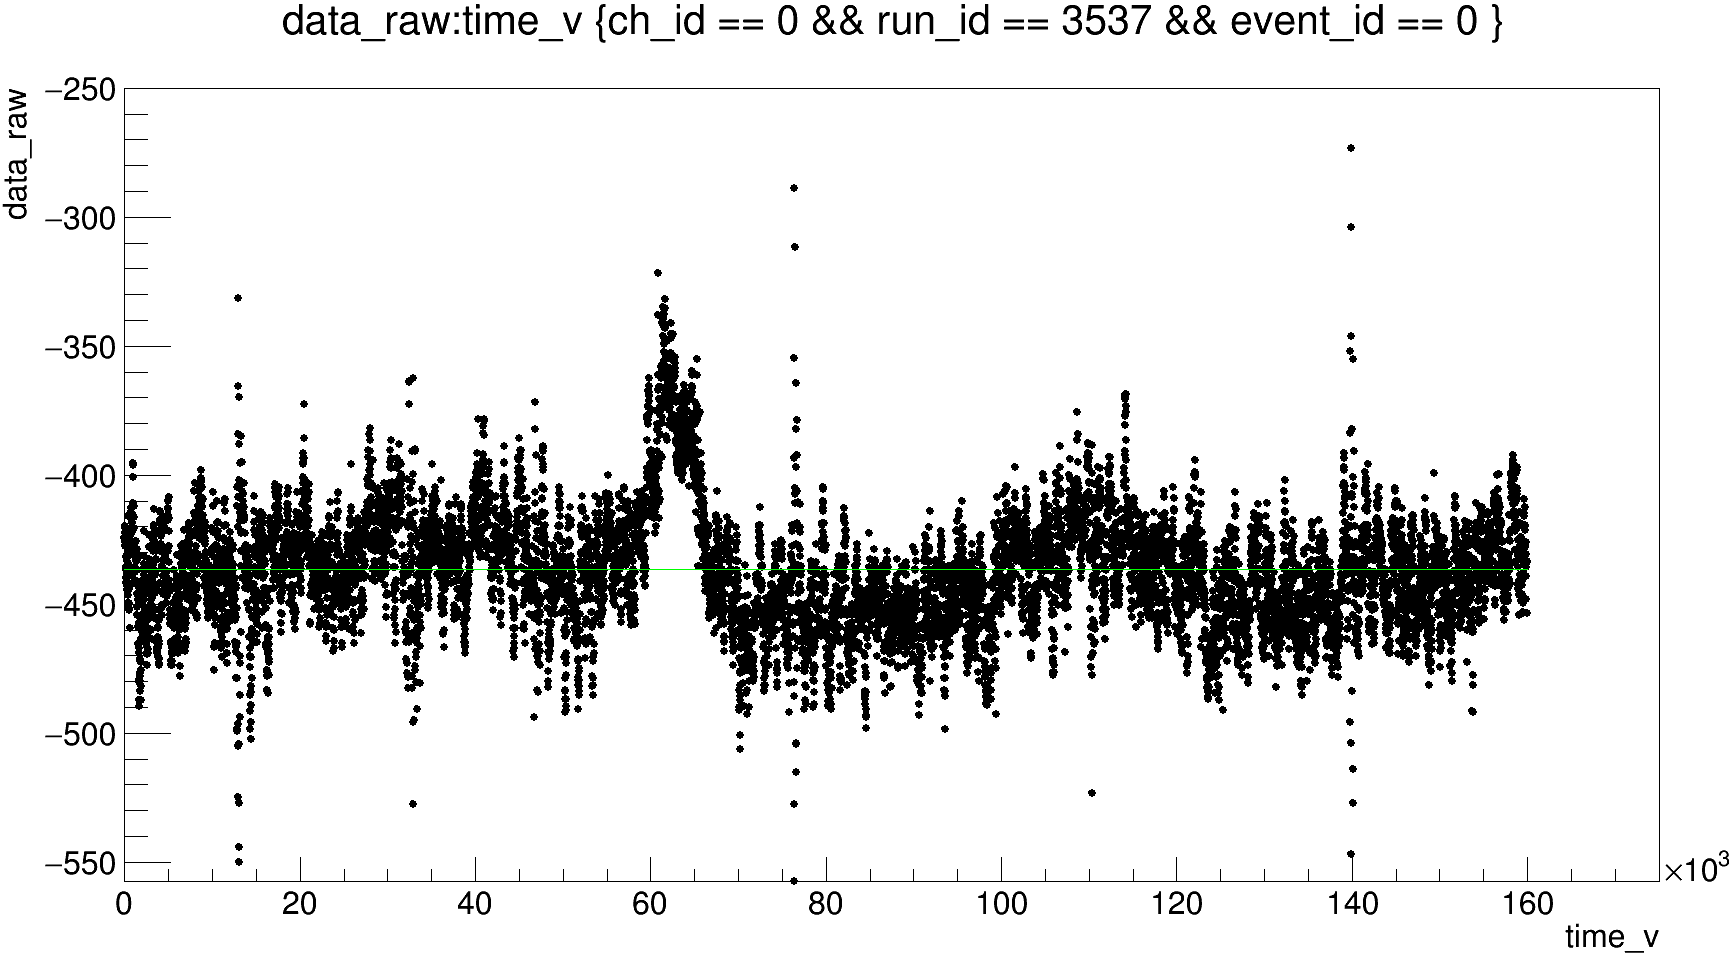 data_raw:time_v {ch_id == 0 && run_id == 3537 && event_id == 0 }
data_raw
−250
−300
−350
−400
−450
−500
−550
0 20 40 60 80 100 120 140 160
×10³
time_v